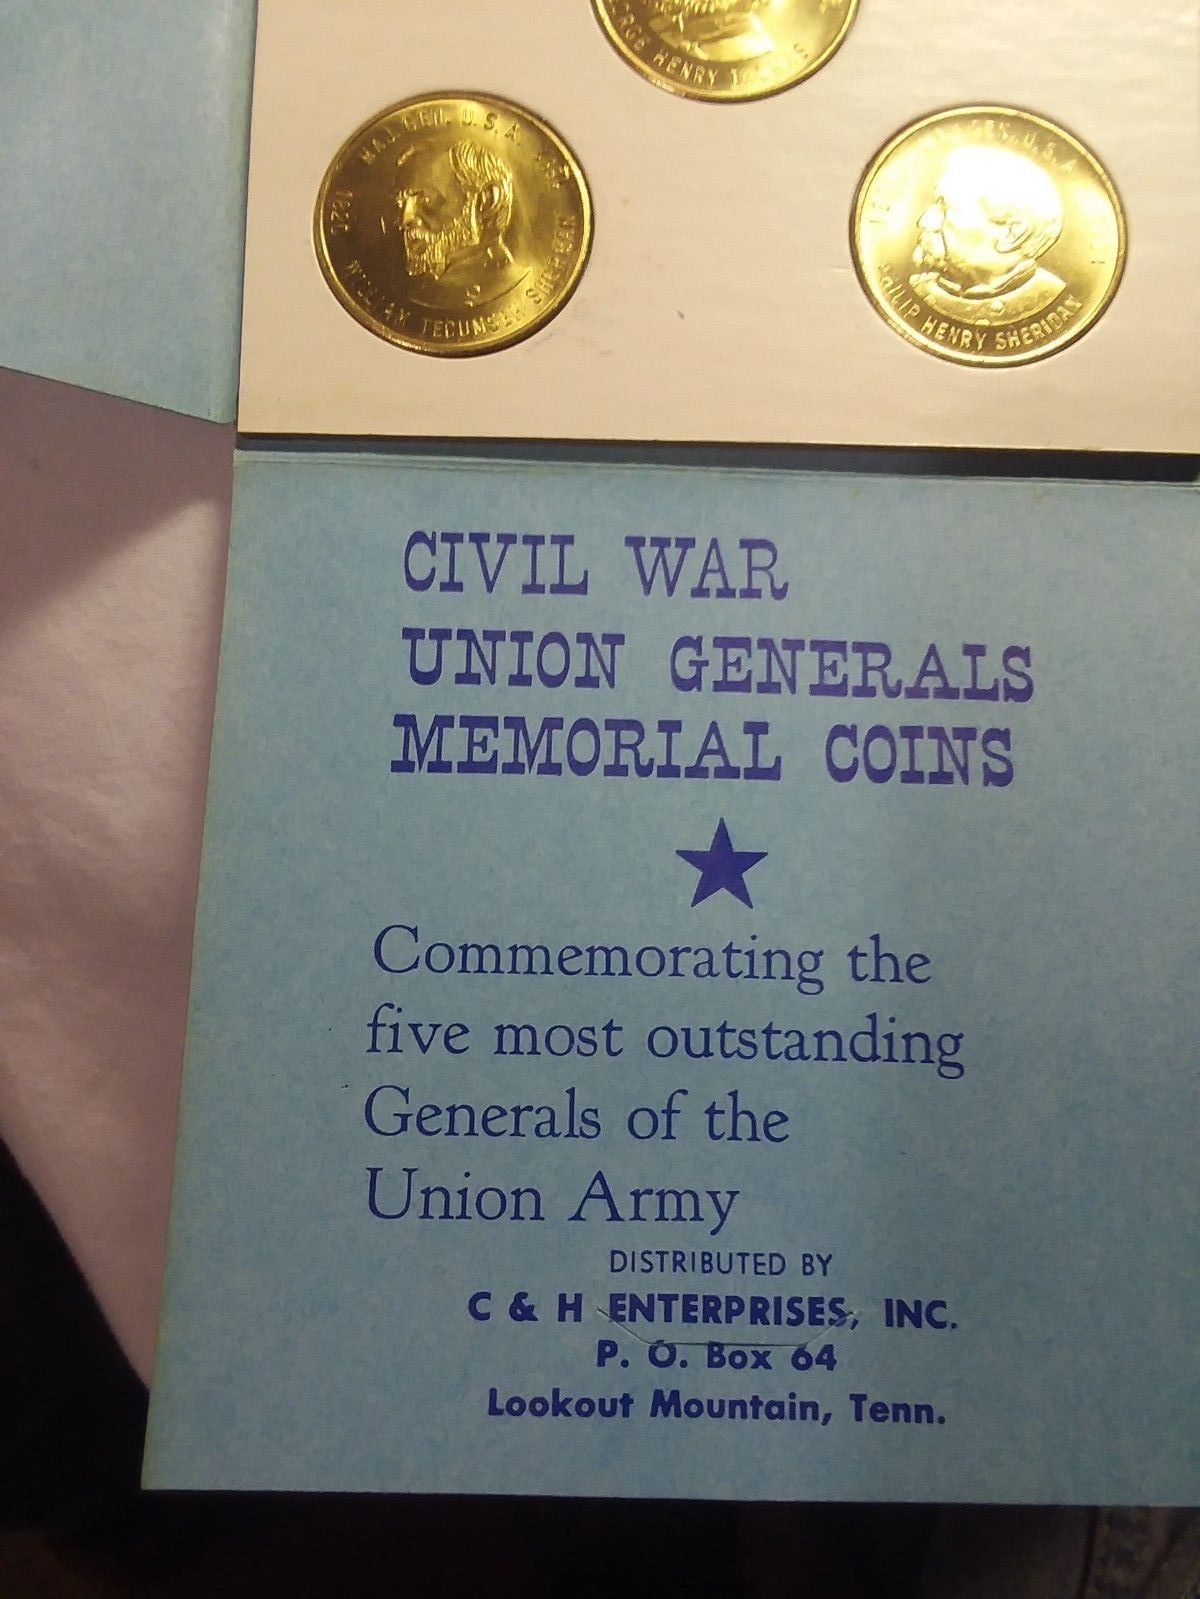 HENRY
MAJ. GEN. U.S.A.
WILLIAM TECUMSEH SHERMAN
U.S.A
PHILIP HENRY SHERIDAN
CIVIL WAR
UNION GENERALS
MEMORIAL COINS
Commemorating the
five most outstanding
Generals of the
Union Army
DISTRIBUTED BY
C & H ENTERPRISES, INC.
P. O. Box 64
Lookout Mountain, Tenn.